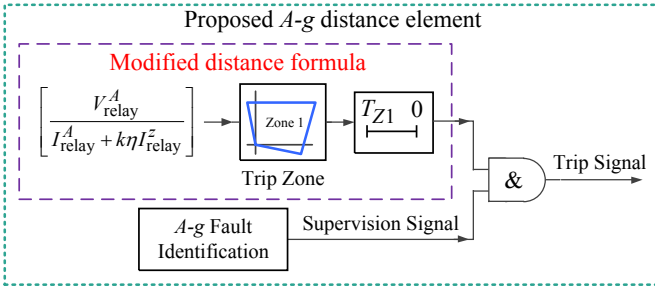 Proposed A-g distance element
Modified distance formula
[V^A_relay / (I^A_relay + kηI^z_relay)]
Zone 1
T_Z1 0
Trip Zone
&
Trip Signal
A-g Fault
Identification
Supervision Signal